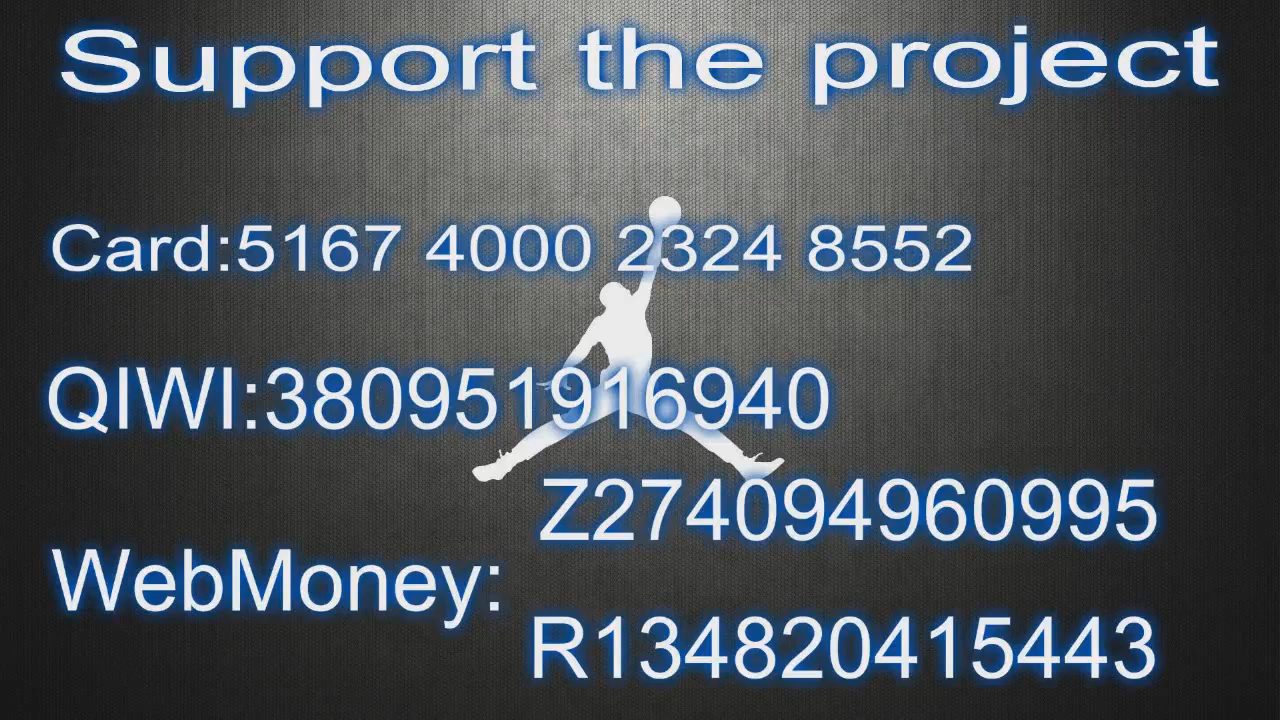 Support the project
Card:5167 4000 2324 8552
QIWI:380951916940
Z274094960995
WebMoney:
R134820415443